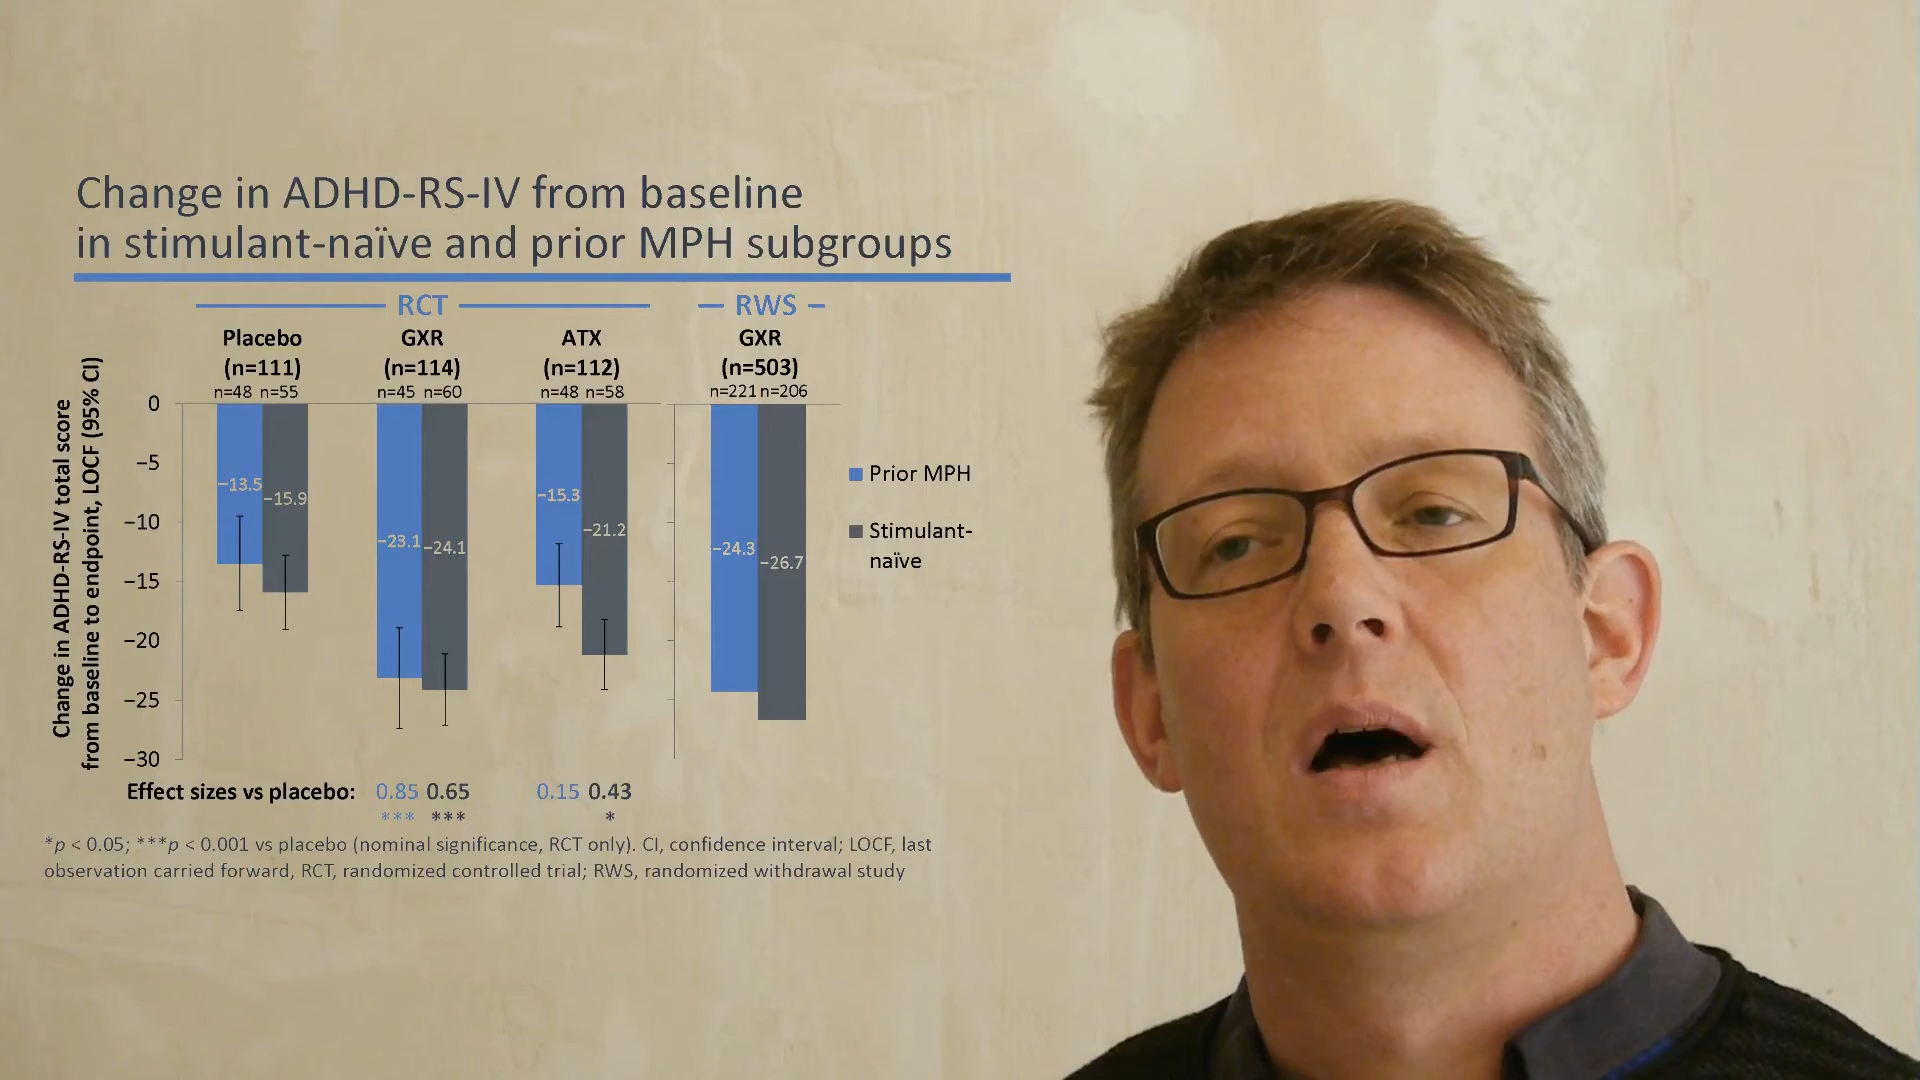 Change in ADHD-RS-IV from baseline
in stimulant-naïve and prior MPH subgroups
RCT
RWS
Placebo
(n=111)
GXR
(n=114)
ATX
(n=112)
GXR
(n=503)
n=48 n=55
n=45 n=60
n=48 n=58
n=221 n=206
Change in ADHD-RS-IV total score
from baseline to endpoint, LOCF (95% CI)
0
−5
−10
−15
−20
−25
−30
−13.5
−15.9
−23.1
−24.1
−15.3
−21.2
−24.3
−26.7
Prior MPH
Stimulant-
naïve
Effect sizes vs placebo: 0.85 0.65 0.15 0.43
*** *** *
*p < 0.05; ***p < 0.001 vs placebo (nominal significance, RCT only). CI, confidence interval; LOCF, last
observation carried forward, RCT, randomized controlled trial; RWS, randomized withdrawal study